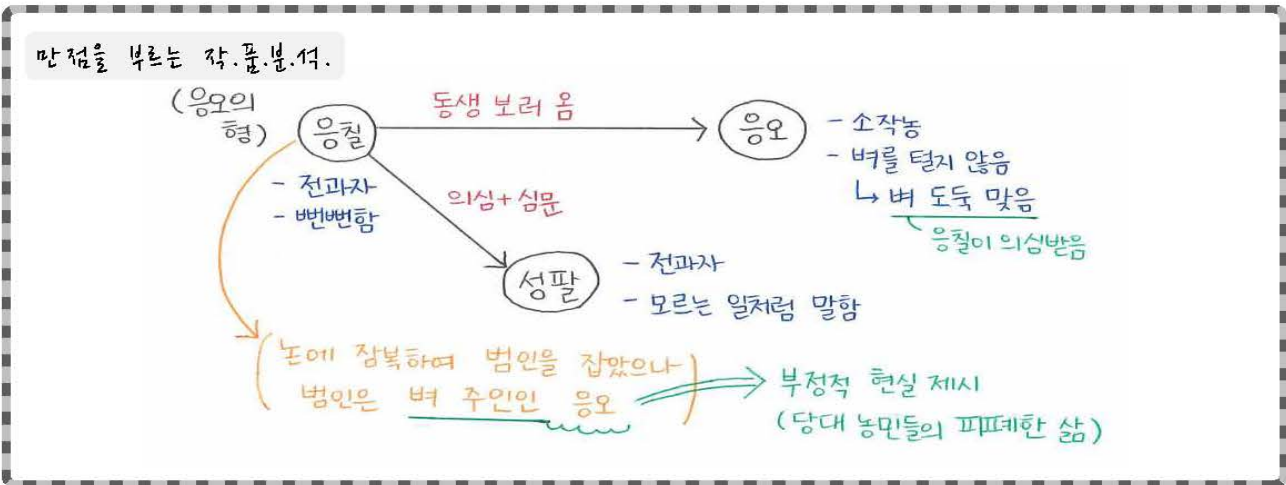 만점을 부르는 작.품.분.석.
(응오의
형)
응칠
동생 보러 옴
응오
- 소작농
- 벼를 털지 않음
↳ 벼 도둑 맞음
응칠이 의심받음
- 전과자
- 뻔뻔함
의심+심문
성팔
- 전과자
- 모르는 일처럼 말함
(논에 잠복하여 범인을 잡았으나
범인은 벼 주인인 응오)
부정적 현실 제시
(당대 농민들의 피폐한 삶)